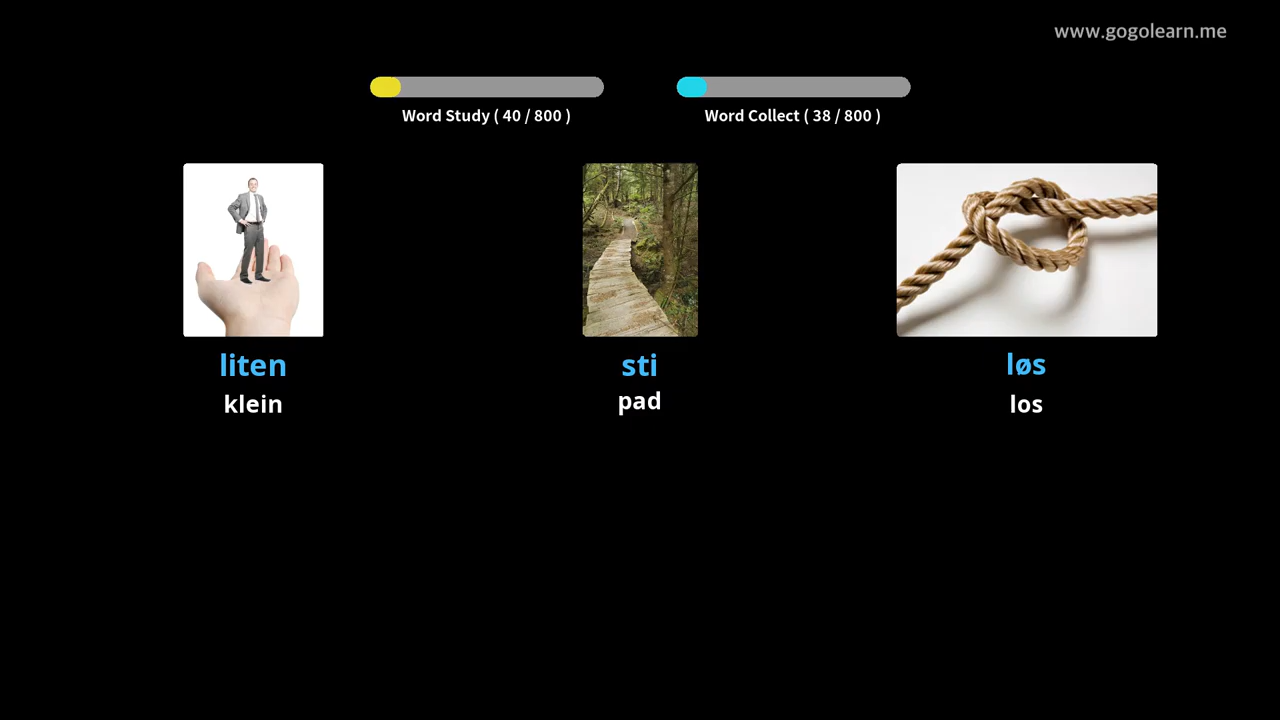 www.gogolearn.me
Word Study ( 40 / 800 )
Word Collect ( 38 / 800 )
liten
klein
sti
pad
løs
los